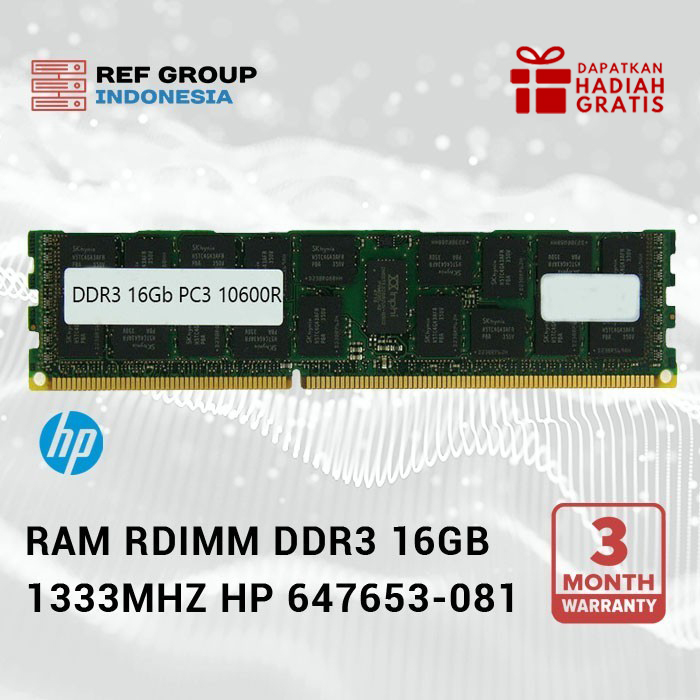 REF GROUP
INDONESIA
DAPATKAN
HADIAH
GRATIS
DDR3 16Gb PC3 10600R
hp
RAM RDIMM DDR3 16GB
1333MHZ HP 647653-081
3
MONTH
WARRANTY